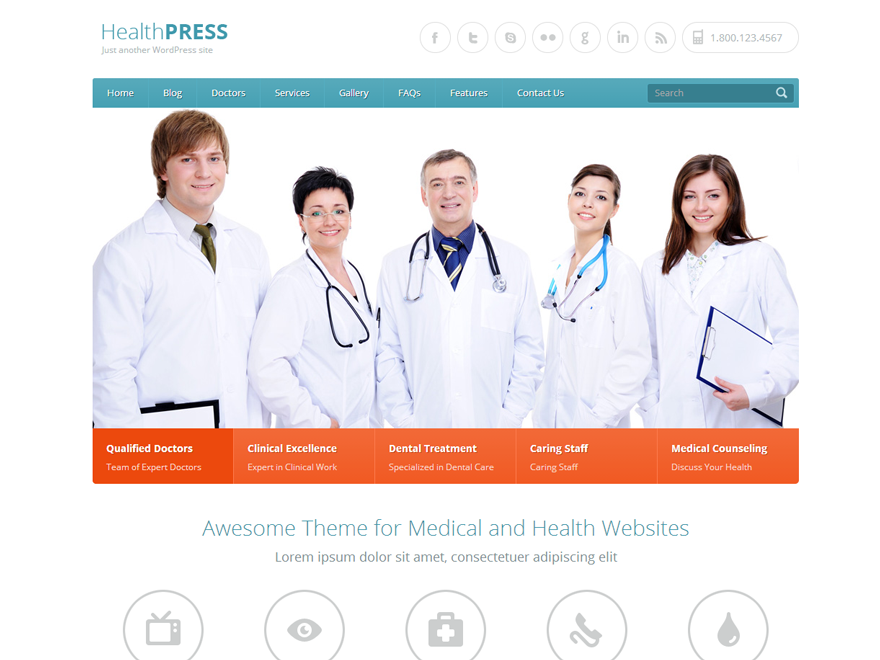 HealthPRESS
Just another WordPress site
1.800.123.4567
Home Blog Doctors Services Gallery FAQs Features Contact Us Search
Qualified Doctors Clinical Excellence Dental Treatment Caring Staff Medical Counseling
Team of Expert Doctors Expert in Clinical Work Specialized in Dental Care Caring Staff Discuss Your Health
Awesome Theme for Medical and Health Websites
Lorem ipsum dolor sit amet, consectetuer adipiscing elit